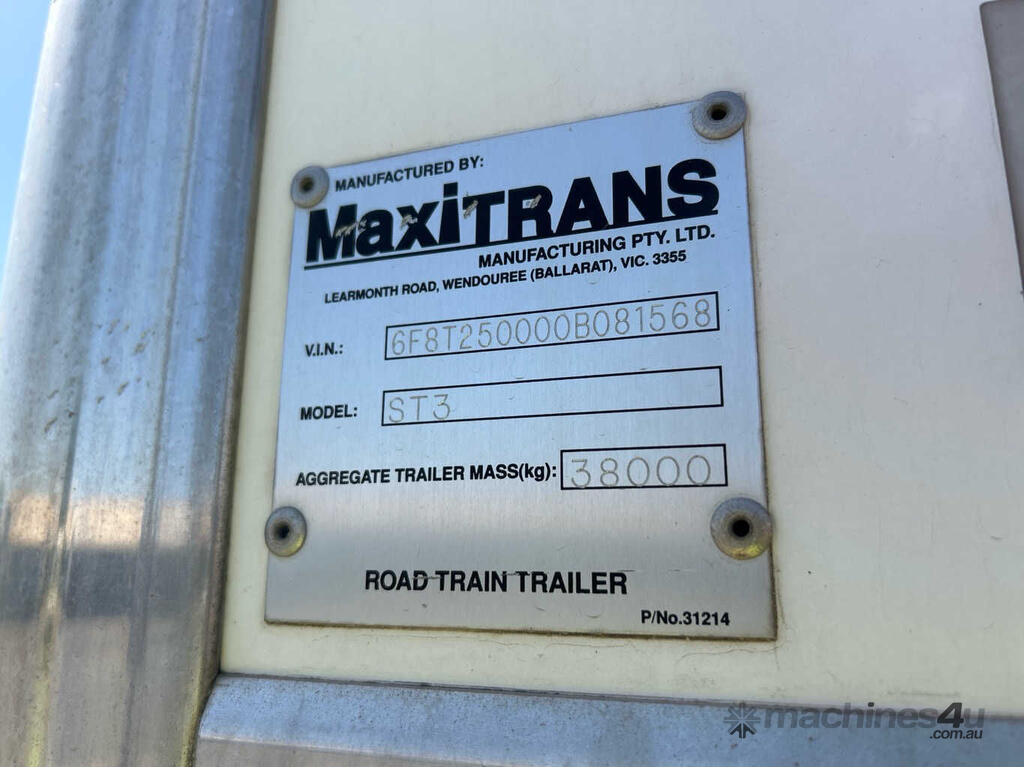 MANUFACTURED BY:
MaxiTRANS
MANUFACTURING PTY. LTD.
LEARMONTH ROAD, WENDOUREE (BALLARAT), VIC. 3355
V.I.N.: 6F8T250000B081568
MODEL: ST3
AGGREGATE TRAILER MASS(kg): 38000
ROAD TRAIN TRAILER
P/No.31214
machines4u
.com.au